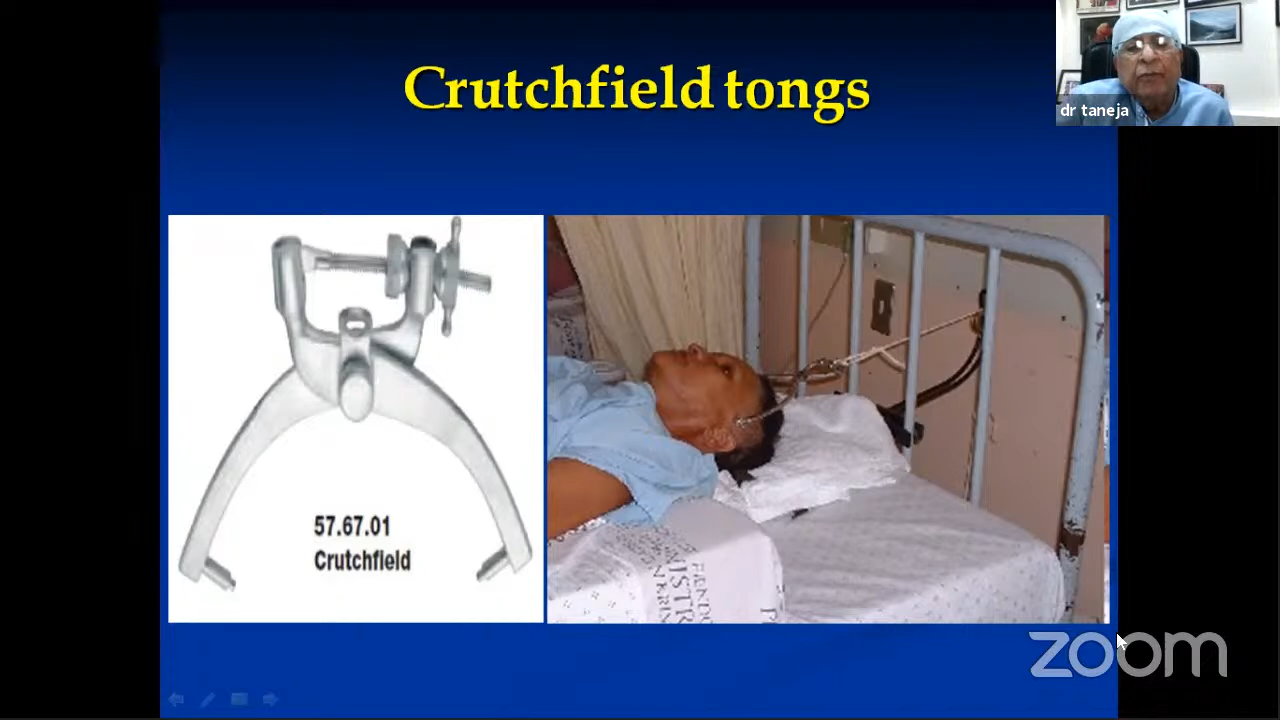 Crutchfield tongs
dr taneja
57.67.01
Crutchfield
zoom